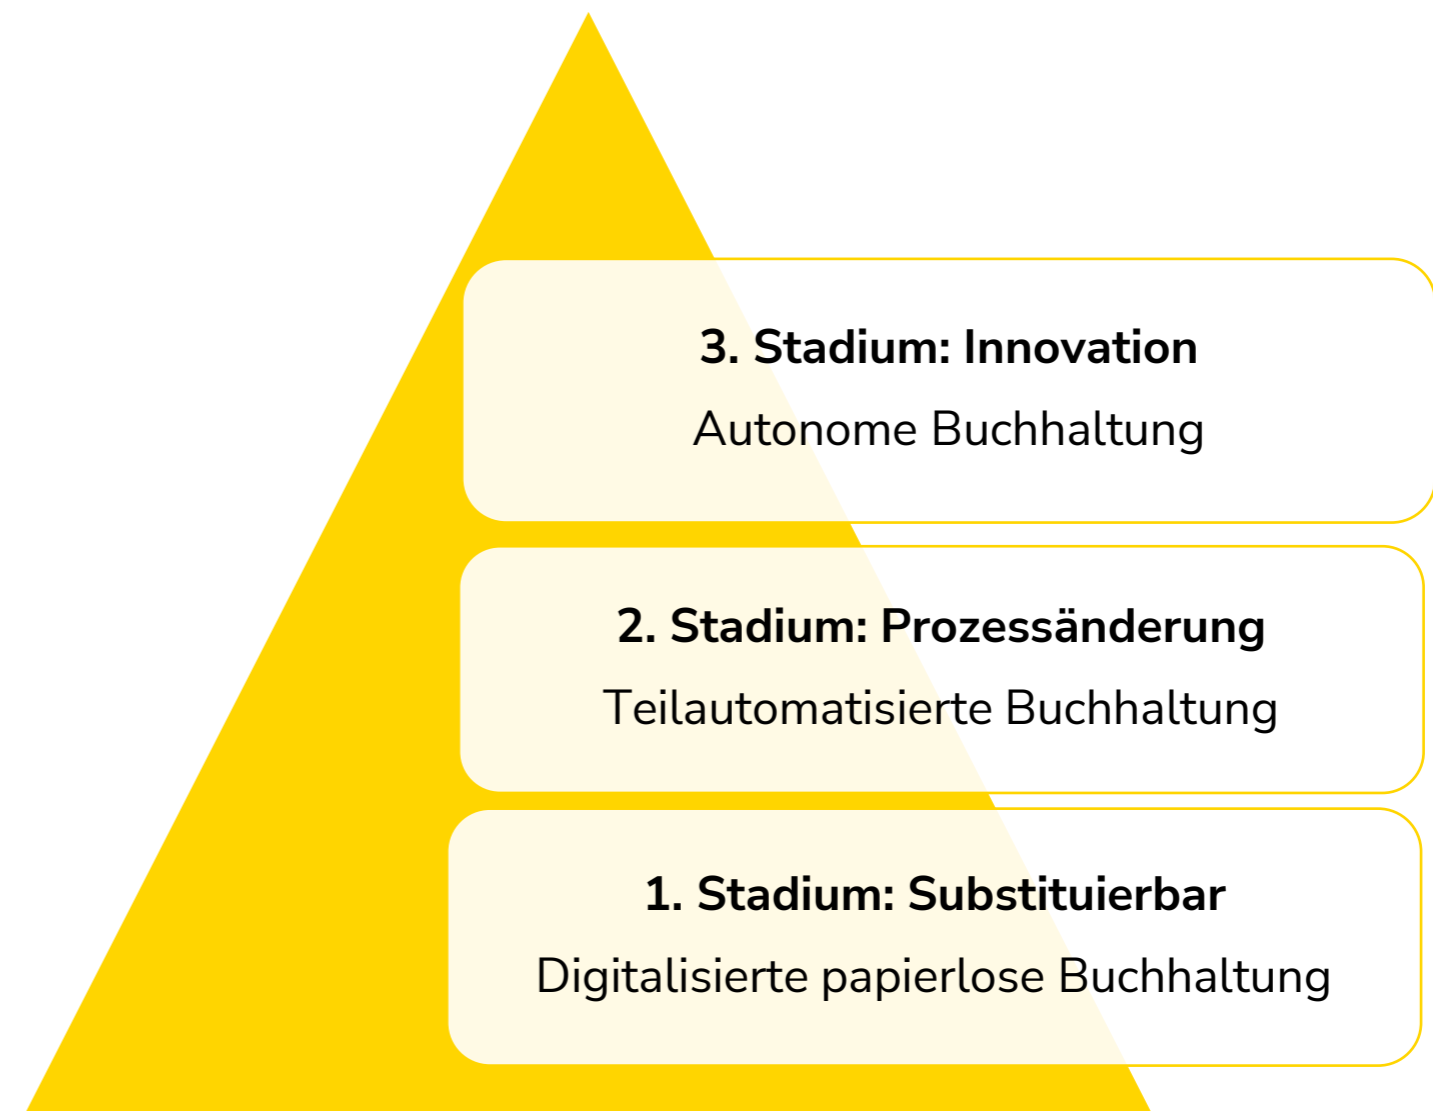 3. Stadium: Innovation
Autonome Buchhaltung
2. Stadium: Prozessänderung
Teilautomatisierte Buchhaltung
1. Stadium: Substituierbar
Digitalisierte papierlose Buchhaltung